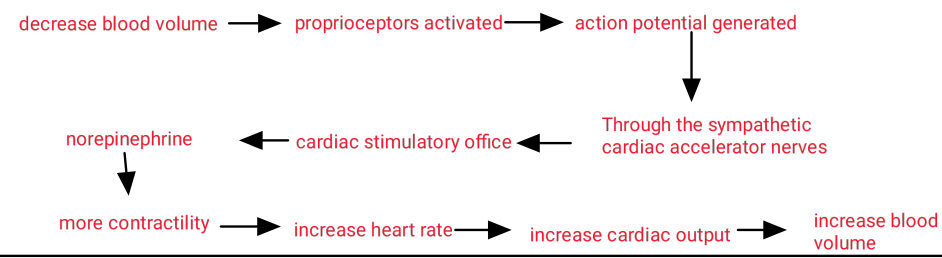 decrease blood volume
proprioceptors activated
action potential generated
Through the sympathetic
cardiac accelerator nerves
cardiac stimulatory office
norepinephrine
more contractility
increase heart rate
increase cardiac output
increase blood
volume